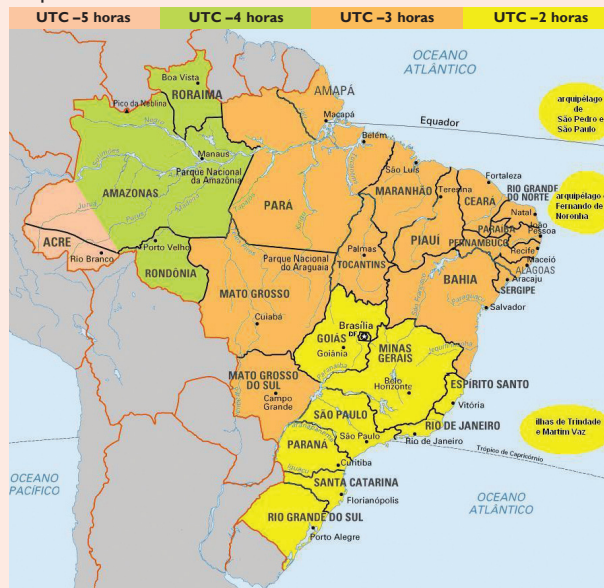 UTC –5 horas
UTC –4 horas
UTC –3 horas
UTC –2 horas
OCEANO
ATLÂNTICO
Boa Vista
RORAIMA
Pico da Neblina
AMAPÁ
Macapá
Equador
arquipélago
de
São Pedro e
São Paulo
Belém
Manaus
Parque Nacional
da Amazônia
AMAZONAS
PARÁ
São Luís
MARANHÃO
Teresina
Fortaleza
CEARÁ
RIO GRANDE
DO NORTE
Natal
arquipélago
Fernando de
Noronha
PARAÍBA
João
Pessoa
PERNAMBUCO
Recife
PIAUÍ
Maceió
ALAGOAS
Aracaju
SERGIPE
ACRE
Rio Branco
Porto Velho
RONDÔNIA
Parque Nacional
do Araguaia
Palmas
TOCANTINS
BAHIA
Salvador
MATO GROSSO
Cuiabá
Brasília
DF
GOIÁS
Goiânia
MINAS
GERAIS
Belo
Horizonte
MATO GROSSO
DO SUL
Campo
Grande
ESPÍRITO SANTO
Vitória
SÃO PAULO
São Paulo
RIO DE JANEIRO
Rio de Janeiro
ilhas de Trindade
e Martim Vaz
Trópico de Capricórnio
PARANÁ
Curitiba
SANTA CATARINA
Florianópolis
RIO GRANDE DO SUL
Porto Alegre
OCEANO
PACÍFICO
OCEANO
ATLÂNTICO